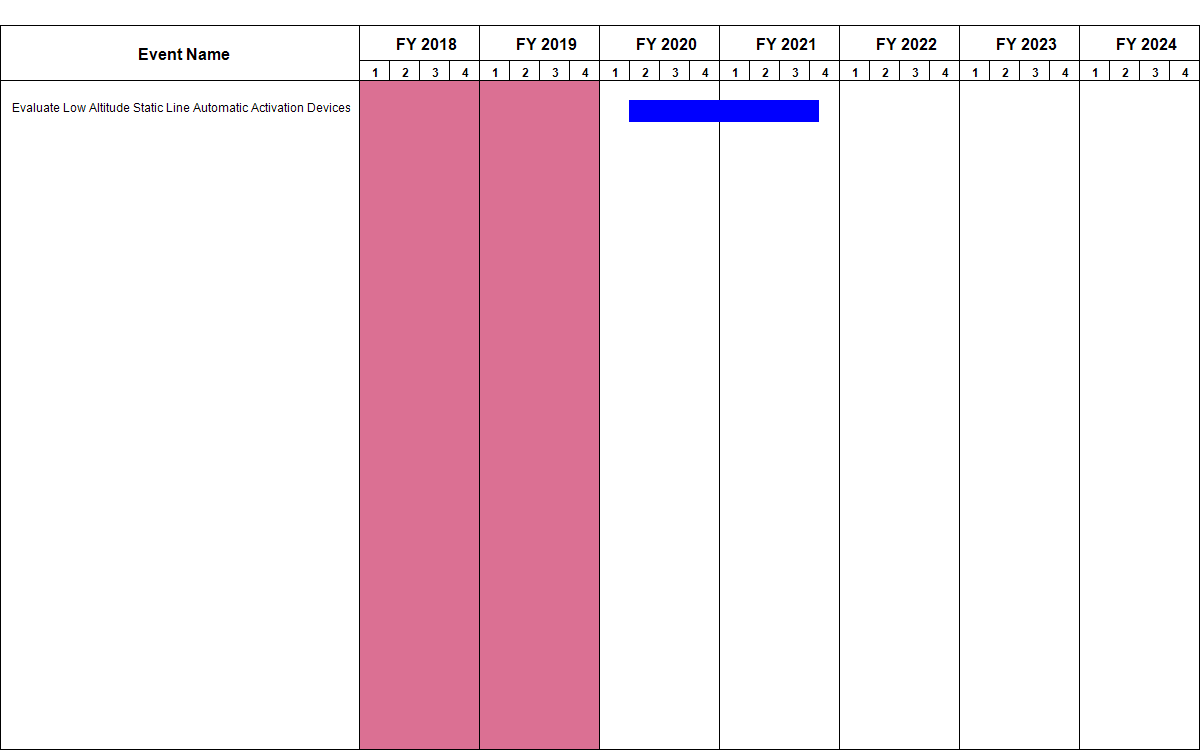 Event Name
FY 2018 FY 2019 FY 2020 FY 2021 FY 2022 FY 2023 FY 2024
1 2 3 4 1 2 3 4 1 2 3 4 1 2 3 4 1 2 3 4 1 2 3 4 1 2 3 4
Evaluate Low Altitude Static Line Automatic Activation Devices